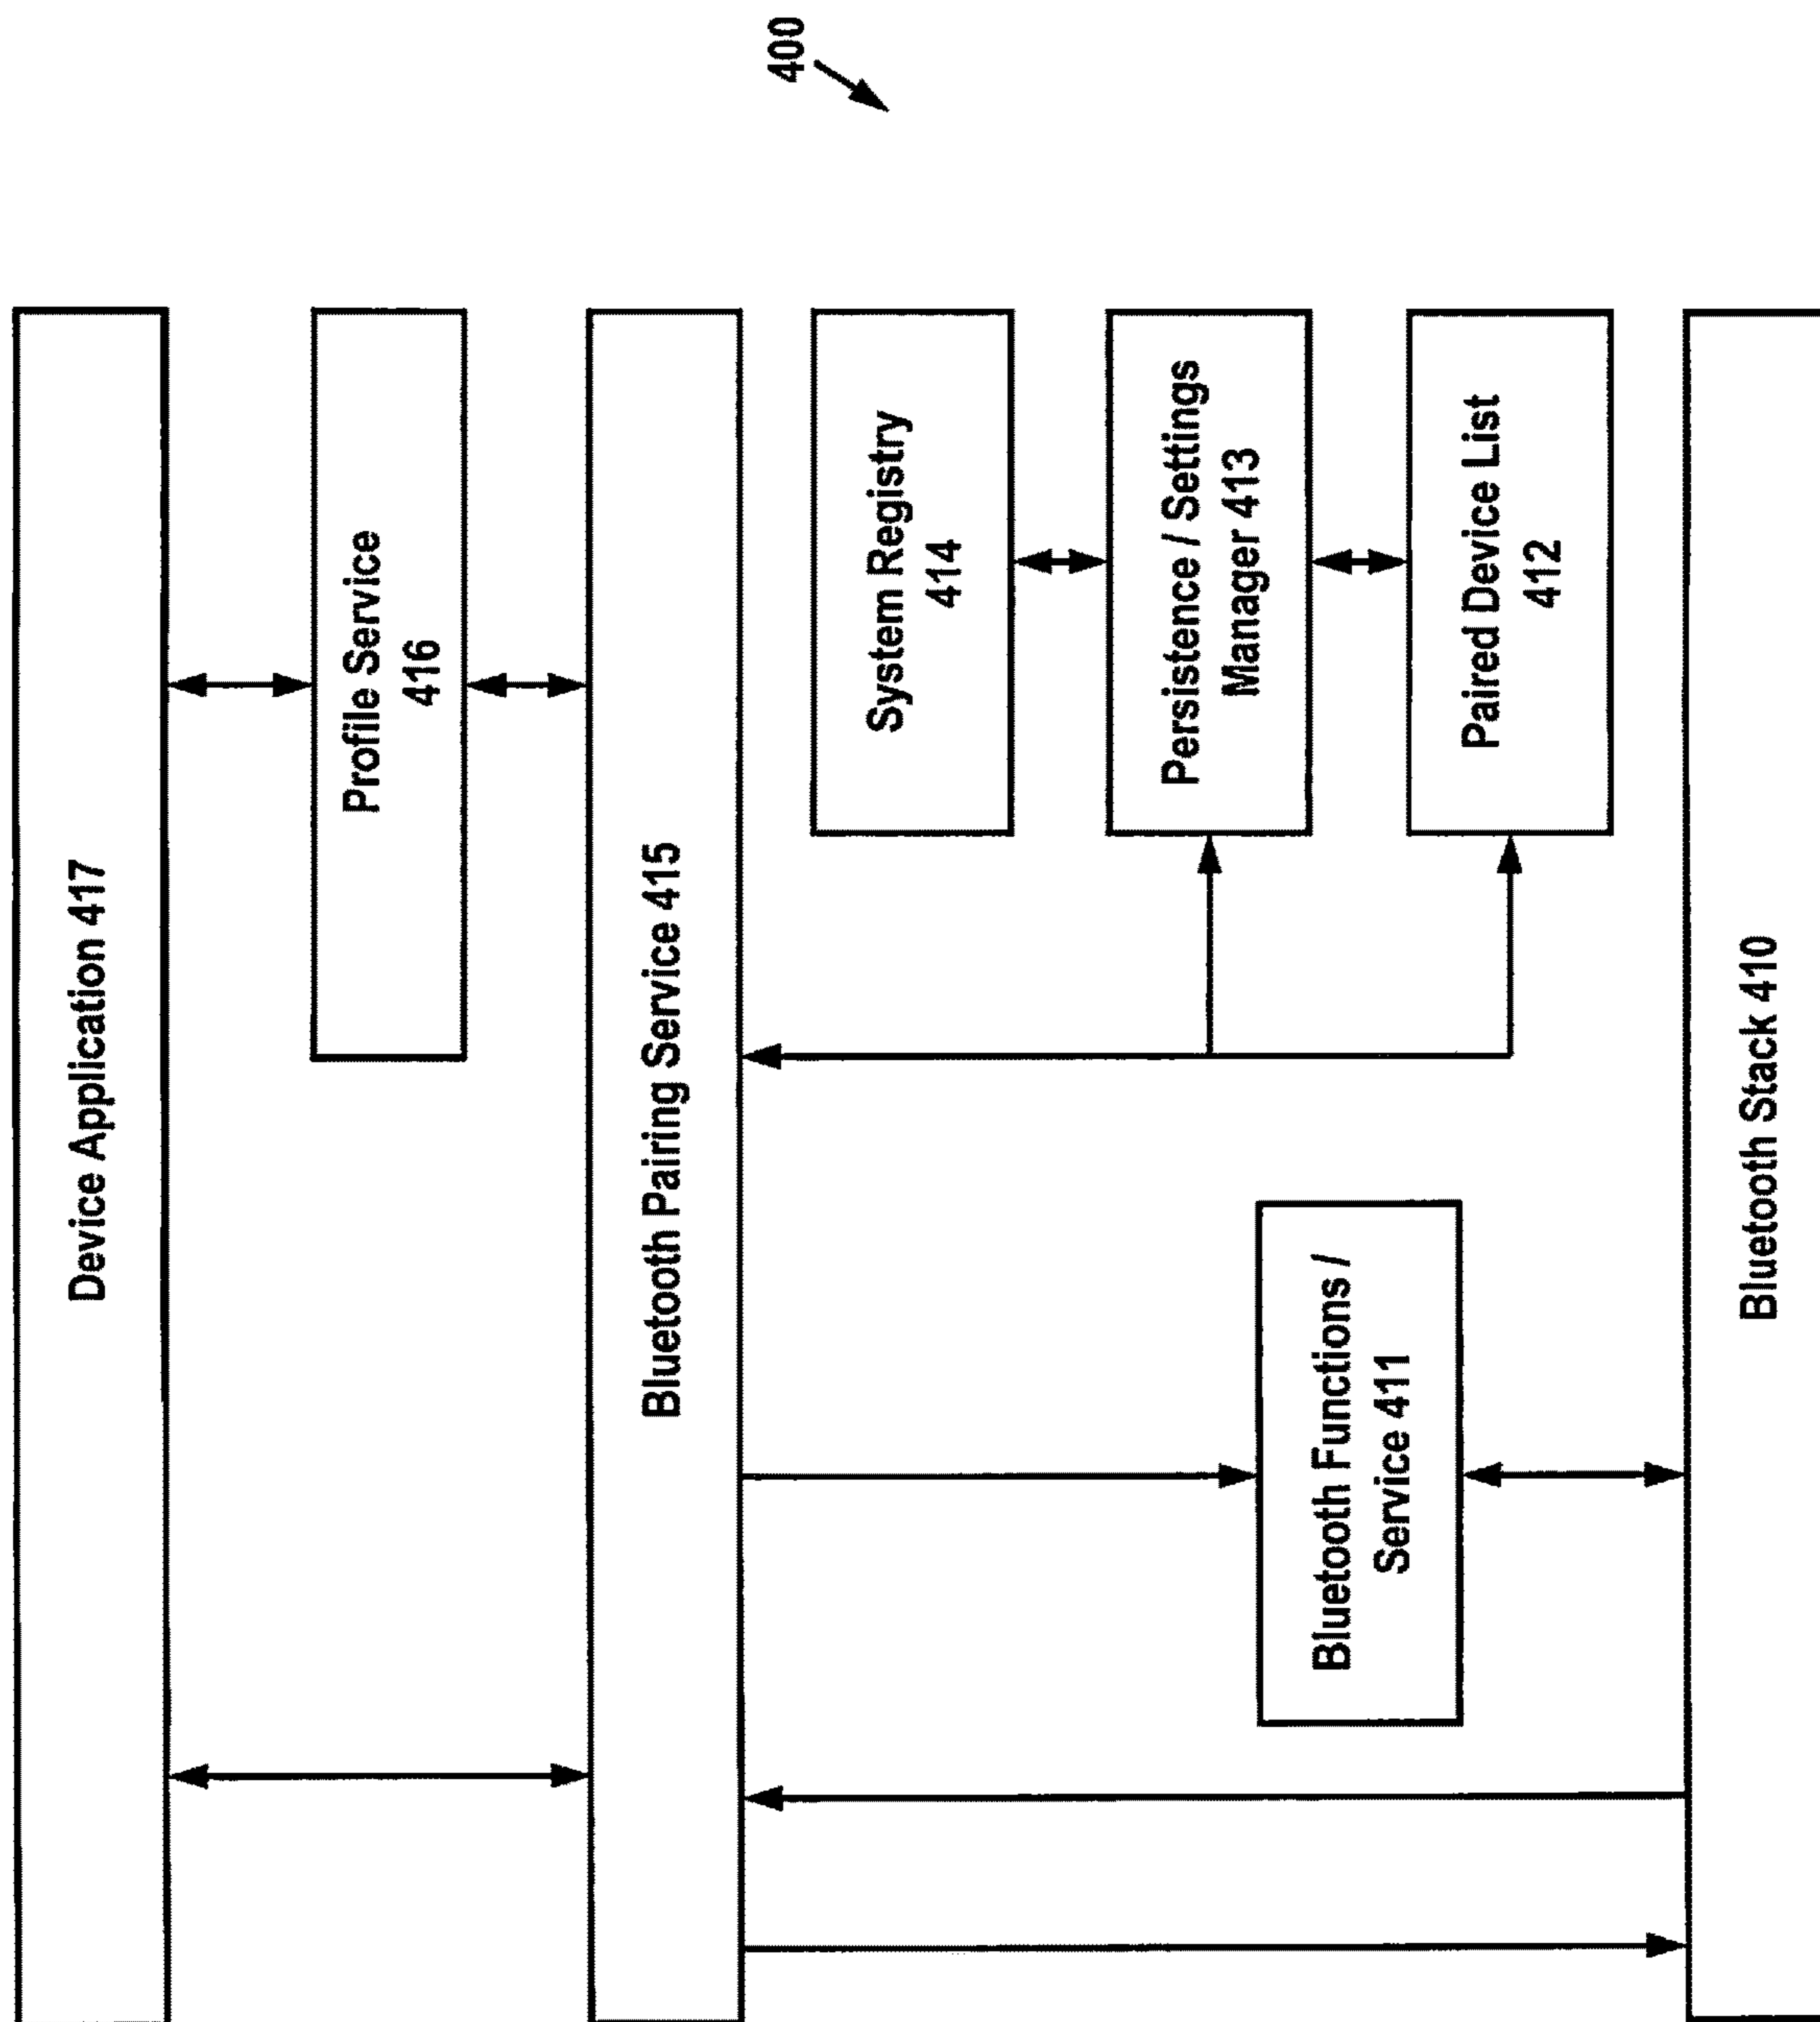 400
Device Application 417
Profile Service
416
Bluetooth Pairing Service 415
System Registry
414
Persistence / Settings
Manager 413
Paired Device List
412
Bluetooth Functions /
Service 411
Bluetooth Stack 410